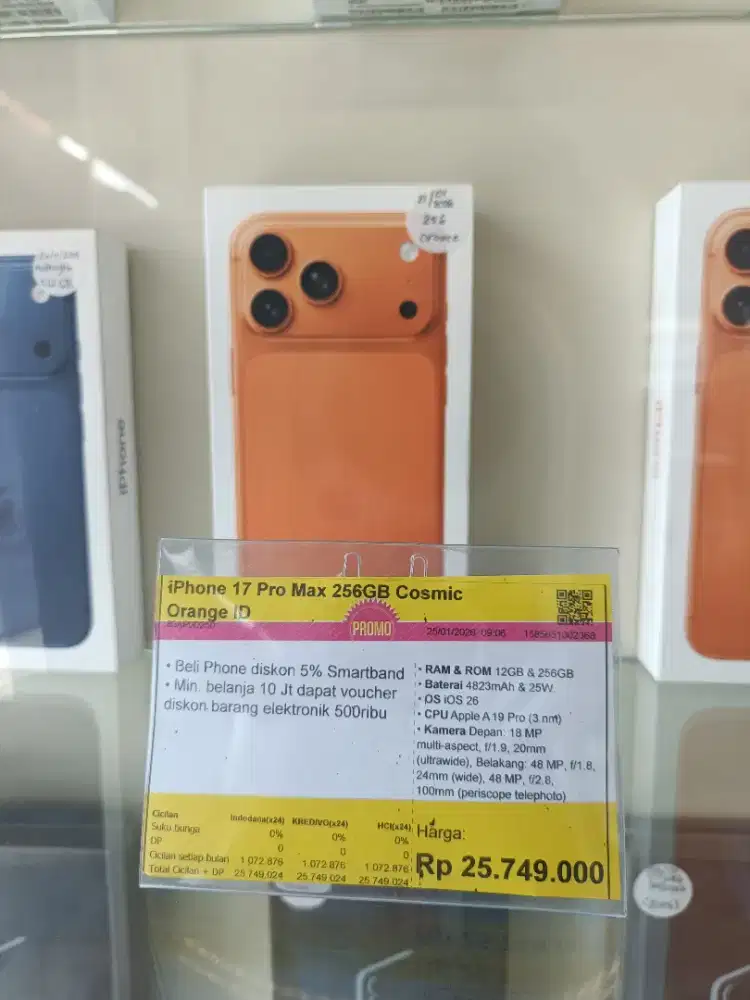 256
Orange
512 GB
iPhone
iPhone 17 Pro Max 256GB Cosmic
Orange ID
PROMO
25/01/2026 09:06
• Beli Phone diskon 5% Smartband
• Min. belanja 10 Jt dapat voucher
diskon barang elektronik 500ribu
• RAM & ROM 12GB & 256GB
• Baterai 4823mAh & 25W
• OS iOS 26
• CPU Apple A19 Pro (3 nm)
• Kamera Depan: 18 MP
multi-aspect, f/1.9, 20mm
(ultrawide), Belakang: 48 MP, f/1.8,
24mm (wide), 48 MP, f/2.8,
100mm (periscope telephoto)
Cicilan Indodana(x24) KREDIVO(x24) HCI(x24)
Suku bunga 0% 0% 0%
DP 0 0 0
Cicilan setiap bulan 1.072.876 1.072.876 1.072.876
Total Cicilan + DP 25.749.024 25.749.024 25.749.024
Harga:
Rp 25.749.000